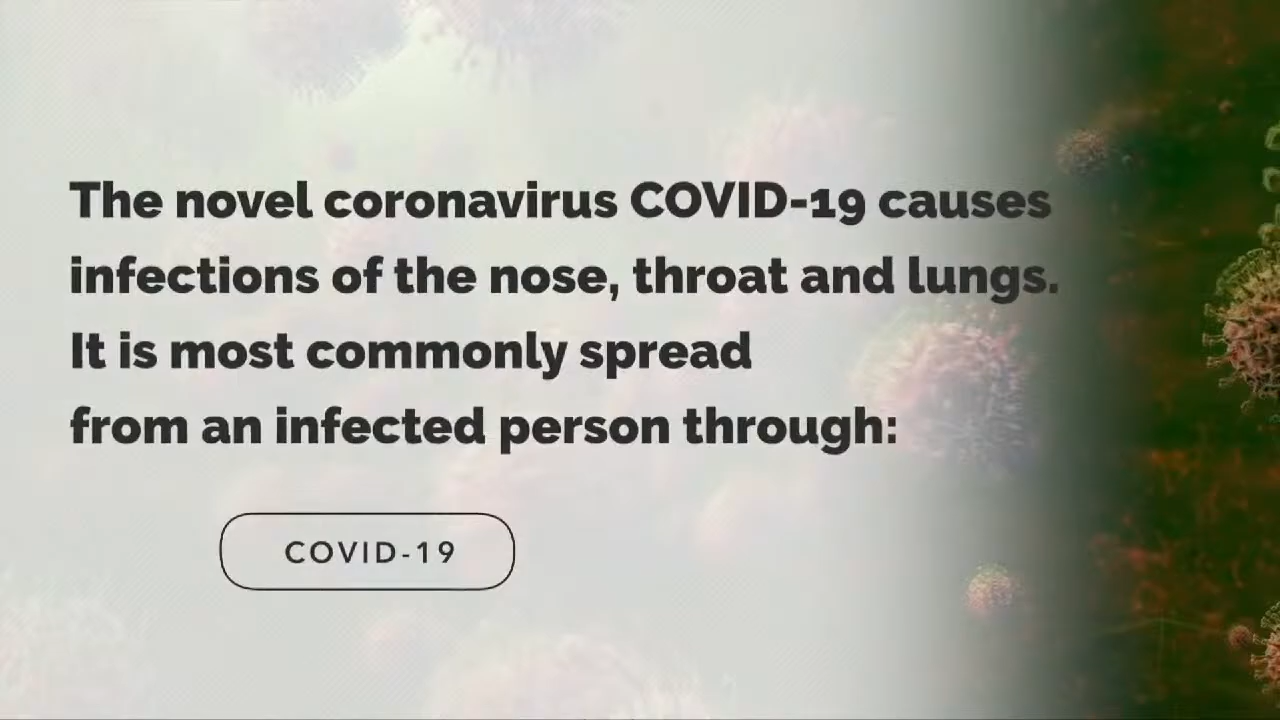 The novel coronavirus COVID-19 causes
infections of the nose, throat and lungs.
It is most commonly spread
from an infected person through:
COVID-19